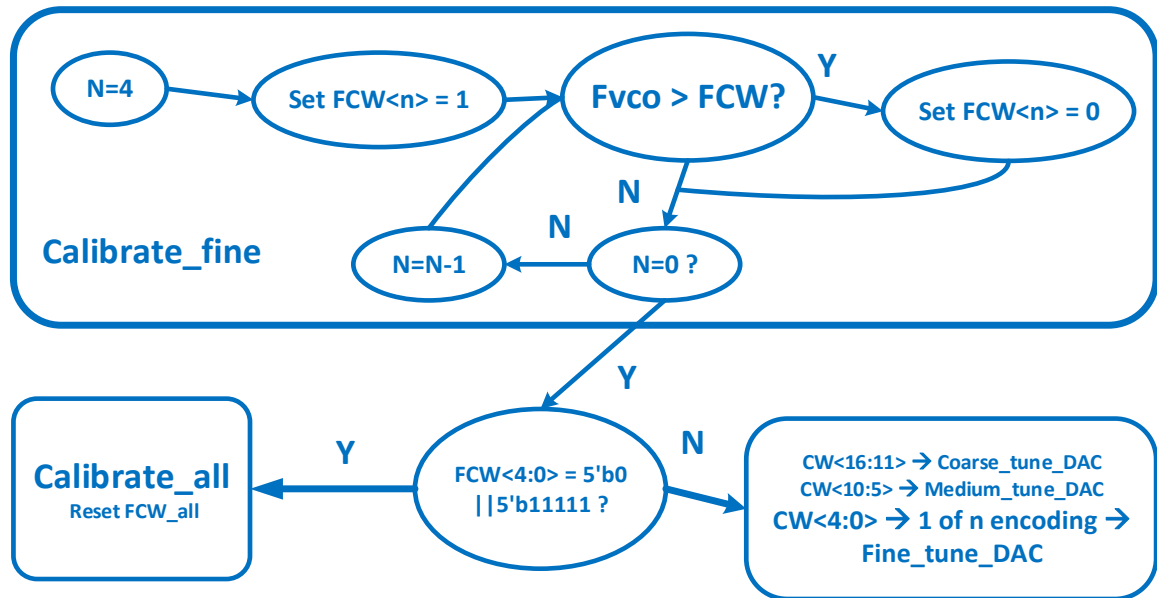 Y
N=4
Set FCW<n> = 1
Fvco > FCW?
Set FCW<n> = 0
N
N
Calibrate_fine
N=N-1
N=0 ?
Y
Y
N
Calibrate_all
Reset FCW_all
FCW<4:0> = 5'b0
||5'b11111 ?
CW<16:11> → Coarse_tune_DAC
CW<10:5> → Medium_tune_DAC
CW<4:0> → 1 of n encoding →
Fine_tune_DAC